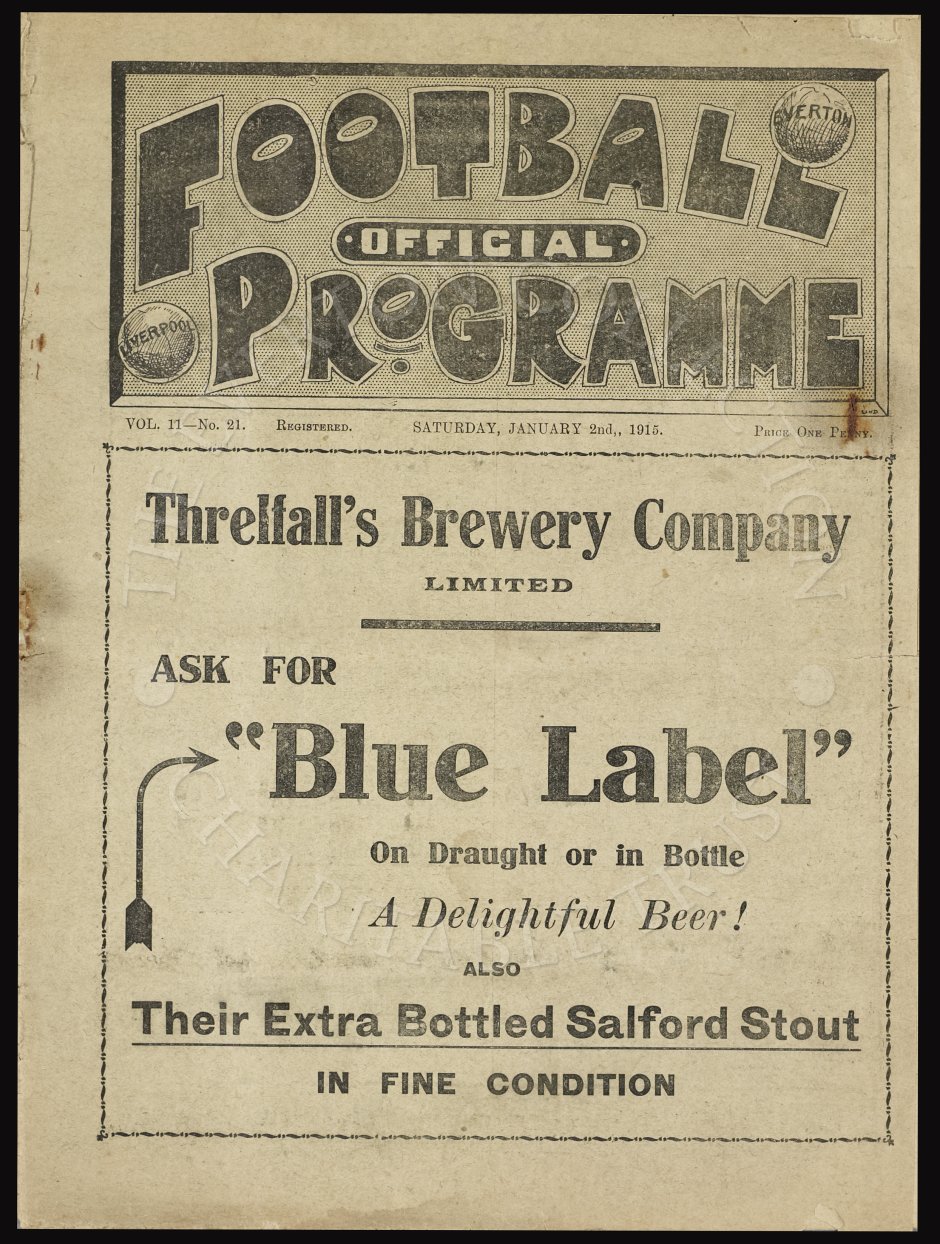 FOOTBALL
EVERTON
OFFICIAL
PROGRAMME
LIVERPOOL
VOL. 11—No. 21. REGISTERED. SATURDAY, JANUARY 2nd,, 1915. PRICE ONE PENNY.
Threlfall's Brewery Company
LIMITED
ASK FOR
"Blue Label"
On Draught or in Bottle
A Delightful Beer!
ALSO
Their Extra Bottled Salford Stout
IN FINE CONDITION
CHARITABLE TRUST